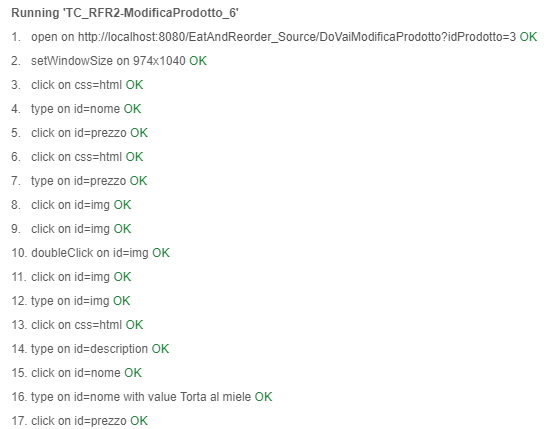 Running 'TC_RFR2-ModificaProdotto_6'
1. open on http://localhost:8080/EatAndReorder_Source/DoVaiModificaProdotto?idProdotto=3 OK
2. setWindowSize on 974x1040 OK
3. click on css=html OK
4. type on id=nome OK
5. click on id=prezzo OK
6. click on css=html OK
7. type on id=prezzo OK
8. click on id=img OK
9. click on id=img OK
10. doubleClick on id=img OK
11. click on id=img OK
12. type on id=img OK
13. click on css=html OK
14. type on id=description OK
15. click on id=nome OK
16. type on id=nome with value Torta al miele OK
17. click on id=prezzo OK